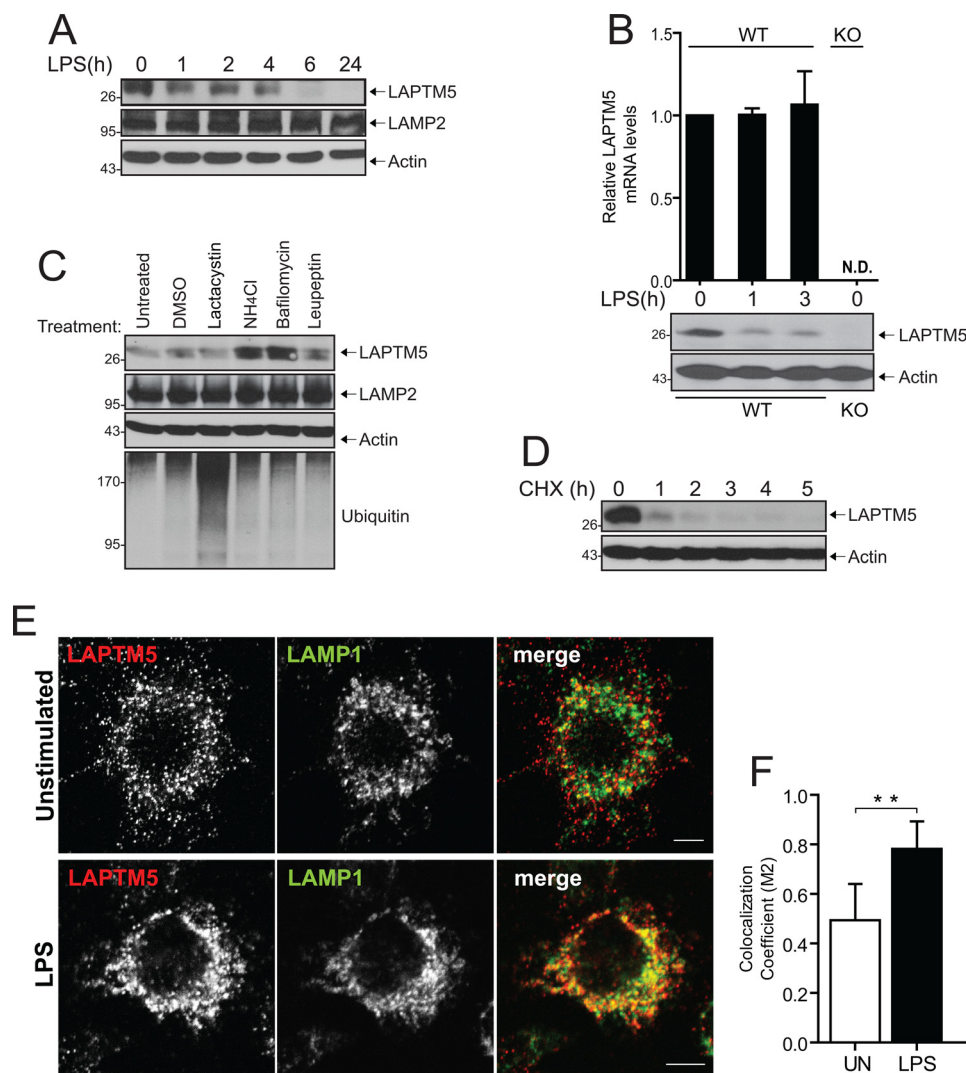 A
LPS(h) 0 1 2 4 6 24
26- LAPTM5
95- LAMP2
43- Actin
B
WT KO
Relative LAPTM5
mRNA levels
1.5
1.0
0.5
0.0
N.D.
LPS(h) 0 1 3 0
26- LAPTM5
43- Actin
WT KO
C
Treatment: Untreated DMSO Lactacystin NH4Cl Bafilomycin Leupeptin
26- LAPTM5
95- LAMP2
43- Actin
170-
Ubiquitin
95-
D
CHX (h) 0 1 2 3 4 5
26- LAPTM5
43- Actin
E
Unstimulated
LAPTM5 LAMP1 merge
LPS
LAPTM5 LAMP1 merge
F
Colocalization
Coefficient (M2)
1.0
0.8
0.6
0.4
0.2
0.0
* *
UN LPS